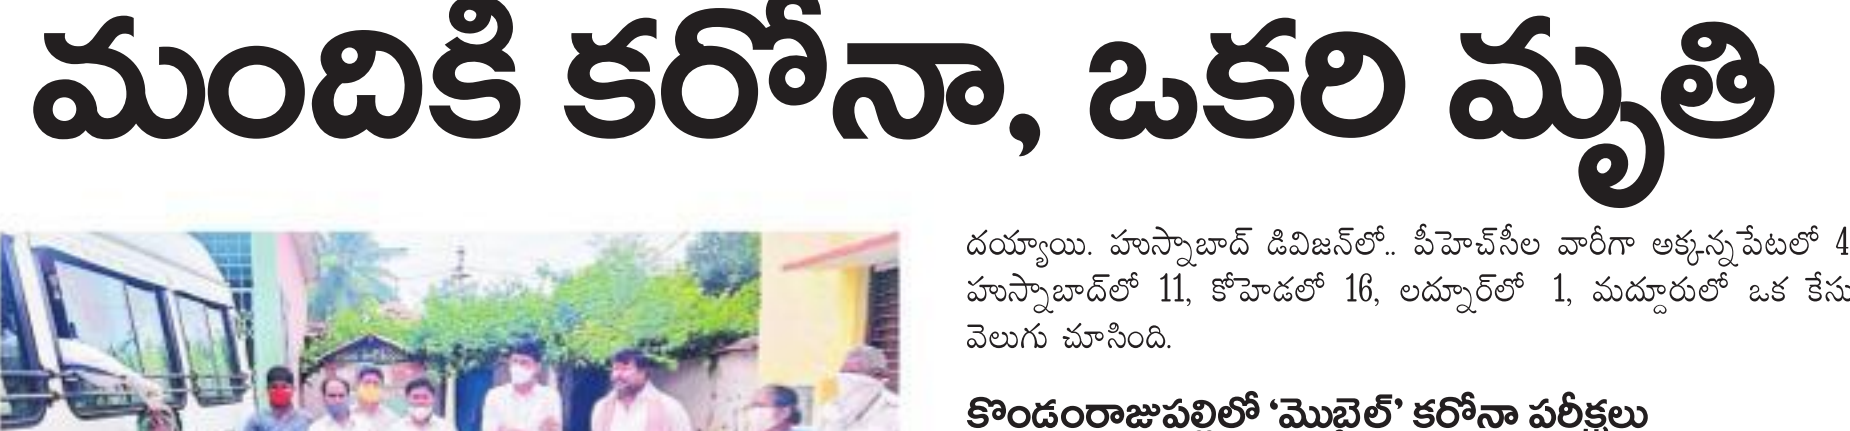 మందికి కరోనా, ఒకరి మృతి
దయ్యాయి. హుస్నాబాద్ డివిజన్‌లో.. పీహెచ్‌సీల వారీగా అక్కన్నపేటలో 4
హుస్నాబాద్‌లో 11, కోహెడలో 16, లద్నూర్‌లో 1, మద్దూరులో ఒక కేసు
వెలుగు చూసింది.
కొండంరాజుపల్లిలో ‘మొబైల్’ కరోనా పరీక్షలు